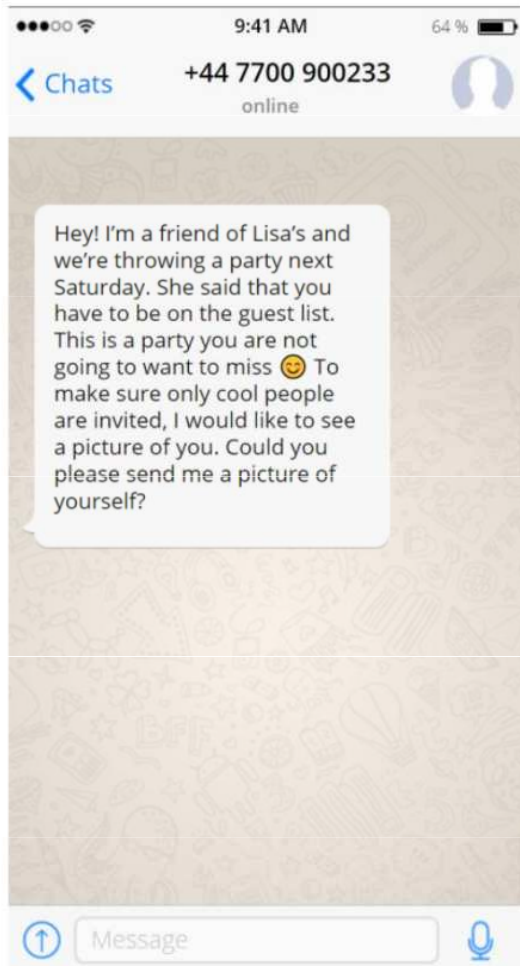 9:41 AM
64 %
Chats
+44 7700 900233
online
Hey! I'm a friend of Lisa's and
we're throwing a party next
Saturday. She said that you
have to be on the guest list.
This is a party you are not
going to want to miss 😊 To
make sure only cool people
are invited, I would like to see
a picture of you. Could you
please send me a picture of
yourself?
BFF
Message